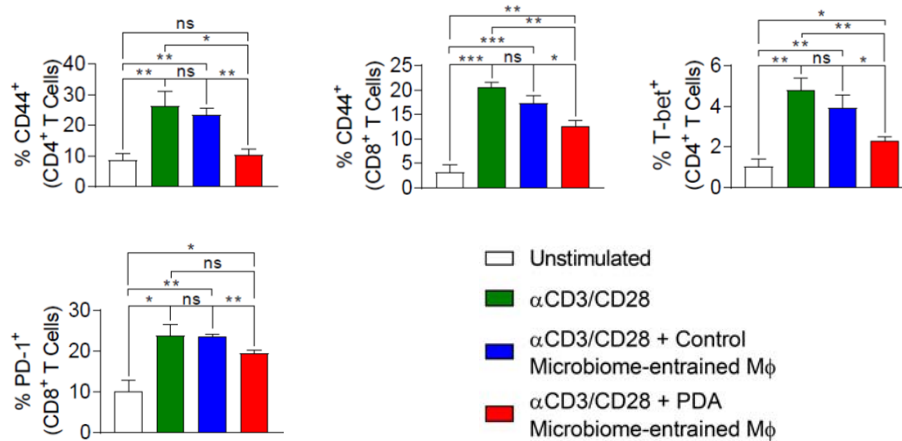 ns
*
**
** ns **
% CD44⁺
(CD4⁺ T Cells)
40
30
20
10
0
**
**
***
*** ns *
% CD44⁺
(CD8⁺ T Cells)
25
20
15
10
5
0
*
**
**
** ns *
% T-bet⁺
(CD4⁺ T Cells)
6
4
2
0
*
ns
**
* ns **
% PD-1⁺
(CD8⁺ T Cells)
30
20
10
0
Unstimulated
αCD3/CD28
αCD3/CD28 + Control
Microbiome-entrained Mϕ
αCD3/CD28 + PDA
Microbiome-entrained Mϕ